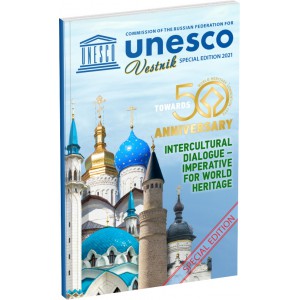 COMMISSION OF THE RUSSIAN FEDERATION FOR
UNESCO
unesco
Vestnik
SPECIAL EDITION 2021
TOWARDS
50
ANNIVERSARY
INTERCULTURAL
DIALOGUE –
IMPERATIVE
FOR WORLD
HERITAGE
SPECIAL EDITION